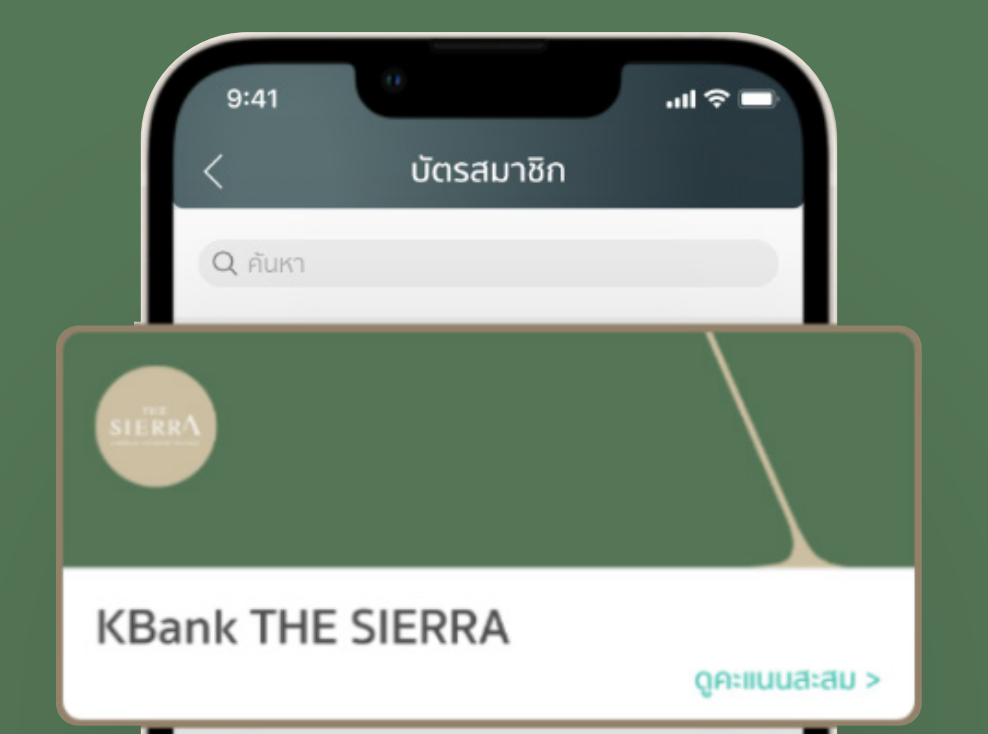 9:41
บัตรสมาชิก
ค้นหา
THE
SIERRA
KBank THE SIERRA
ดูคะแนนสะสม >